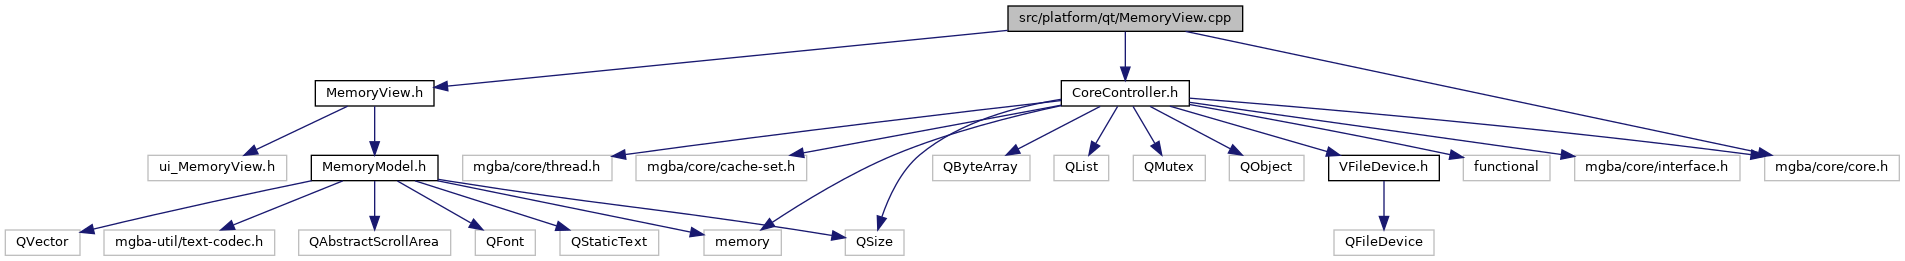 src/platform/qt/MemoryView.cpp
MemoryView.h
CoreController.h
ui_MemoryView.h
MemoryModel.h
mgba/core/thread.h
mgba/core/cache-set.h
QByteArray
QList
QMutex
QObject
VFileDevice.h
functional
mgba/core/interface.h
mgba/core/core.h
QVector
mgba-util/text-codec.h
QAbstractScrollArea
QFont
QStaticText
memory
QSize
QFileDevice